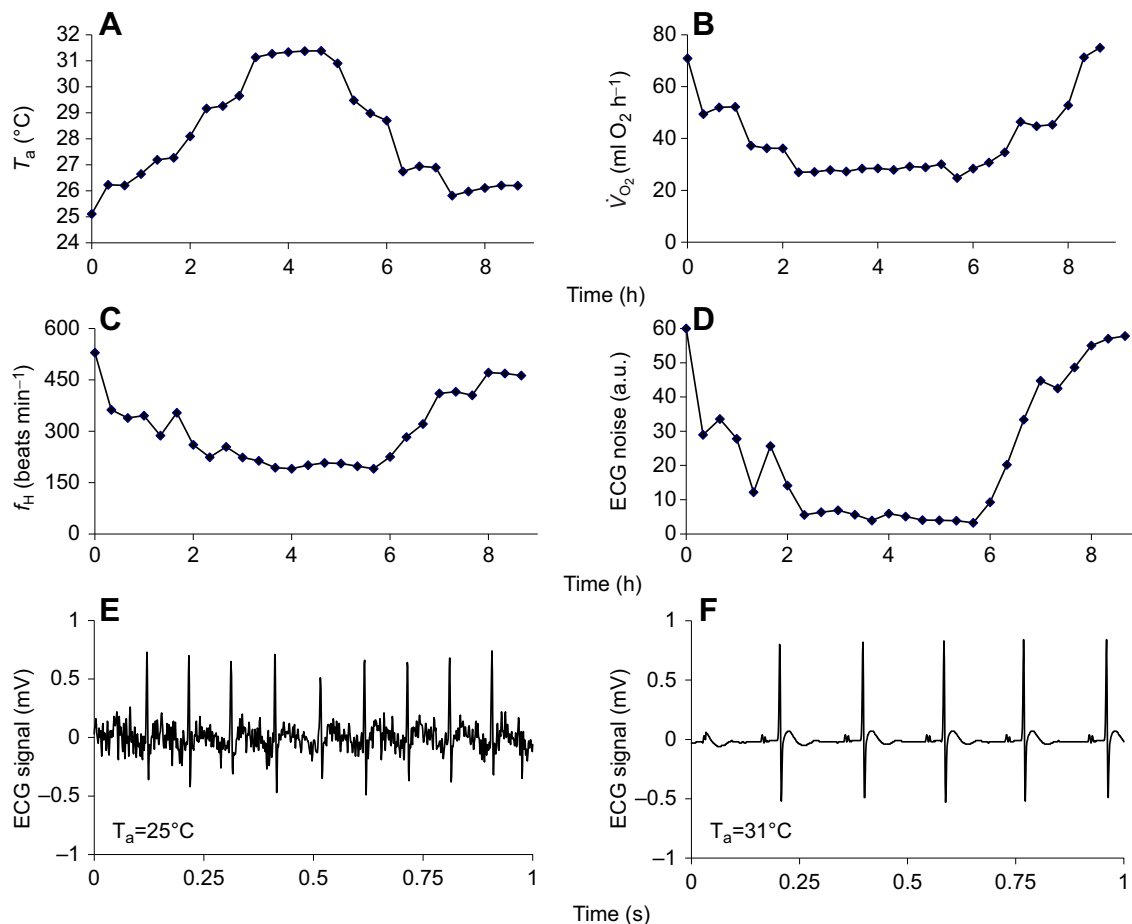 A
B
32
31
30
29
28
27
26
25
24
Tₐ (°C)
0 2 4 6 8
80
60
40
20
0
V̇O₂ (ml O₂ h⁻¹)
0 2 4 6 8
Time (h)
C
D
600
450
300
150
0
fH (beats min⁻¹)
0 2 4 6 8
60
50
40
30
20
10
0
ECG noise (a.u.)
0 2 4 6 8
Time (h)
E
F
1
0.5
0
–0.5
–1
ECG signal (mV)
Tₐ=25°C
0 0.25 0.5 0.75 1
1
0.5
0
–0.5
–1
ECG signal (mV)
Tₐ=31°C
0 0.25 0.5 0.75 1
Time (s)